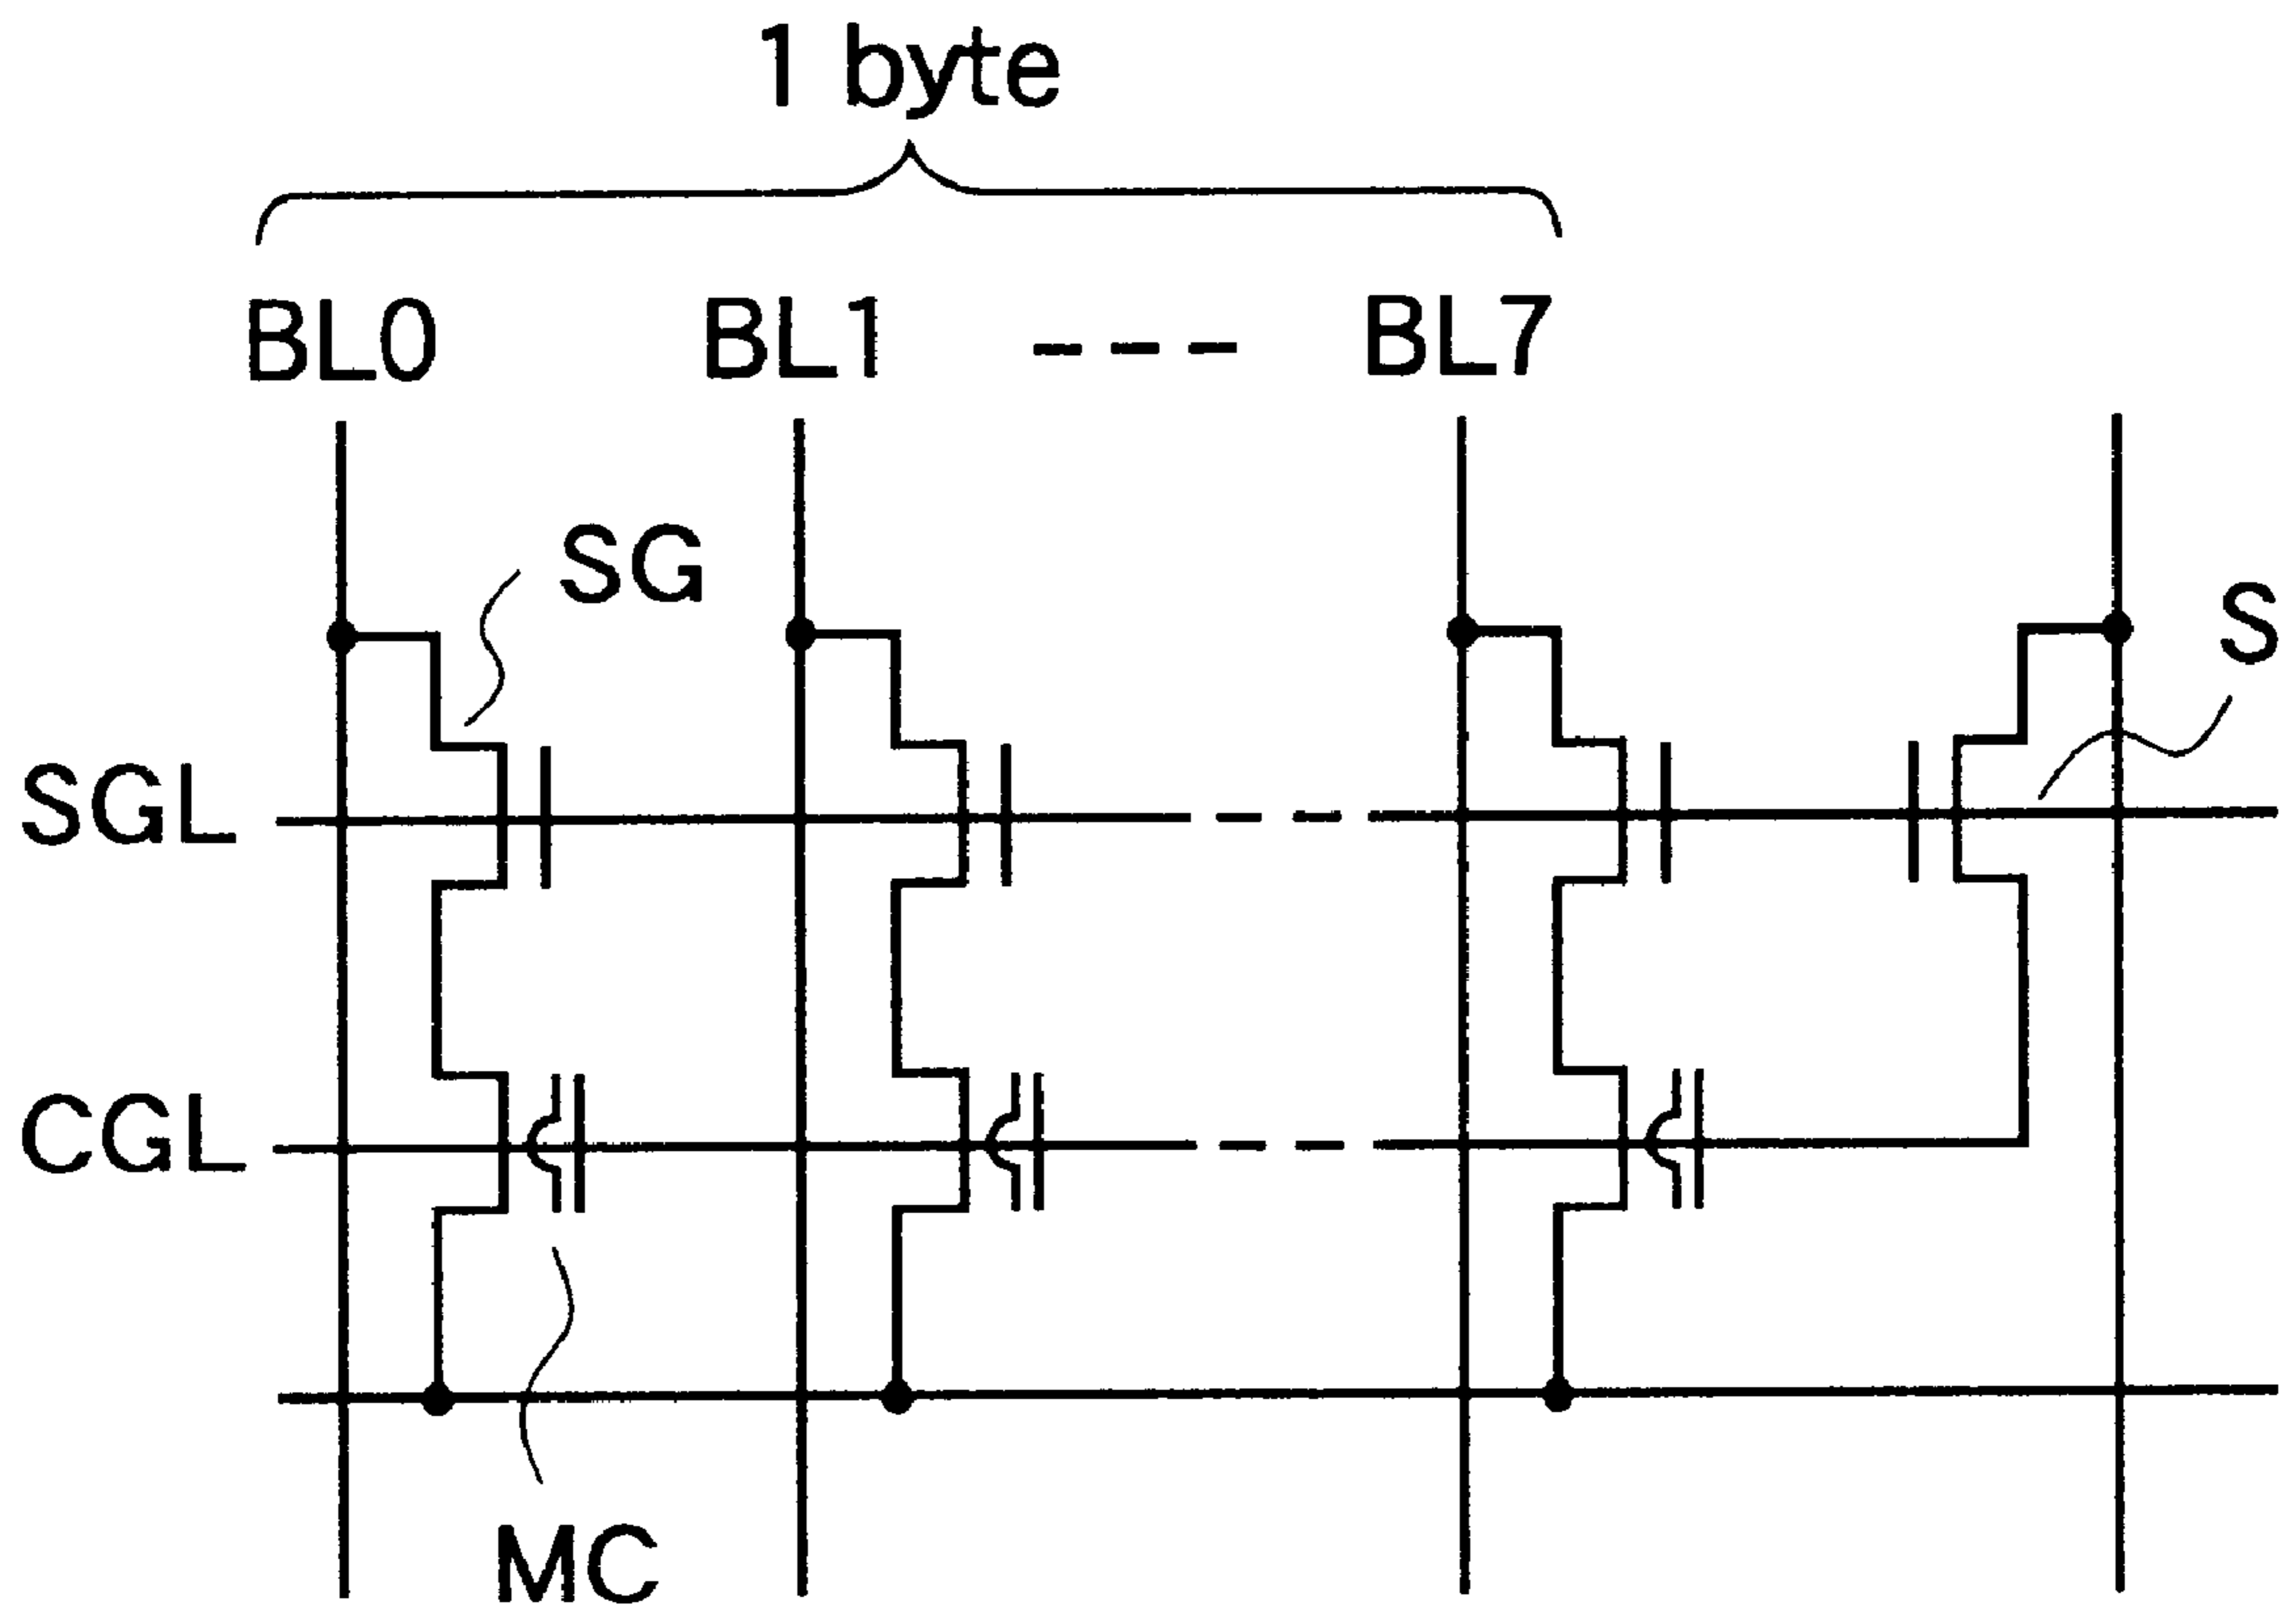 1 byte
BL0 BL1 --- BL7
SG
S
SGL
CGL
MC